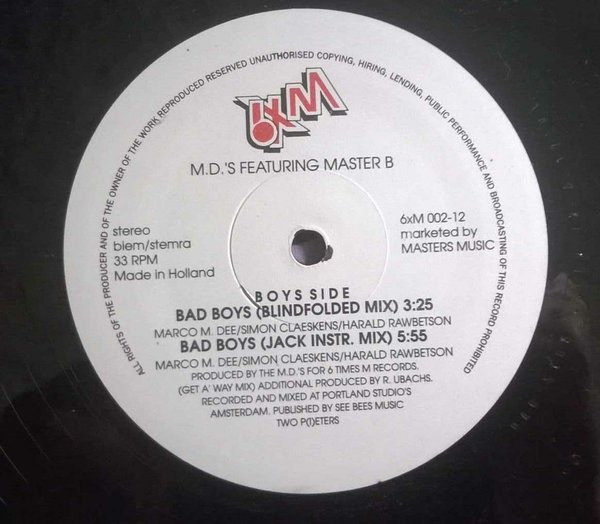 ALL RIGHTS OF THE PRODUCER AND OF THE OWNER OF THE WORK REPRODUCED RESERVED UNAUTHORISED COPYING, HIRING, LENDING, PUBLIC PERFORMANCE AND BROADCASTING OF THIS RECORD PROHIBITED
6xM
M.D.'S FEATURING MASTER B
stereo
biem/stemra
33 RPM
Made in Holland
6xM 002-12
marketed by
MASTERS MUSIC
BOYS SIDE
BAD BOYS (BLINDFOLDED MIX) 3:25
MARCO M. DEE/SIMON CLAESKENS/HARALD RAWBETSON
BAD BOYS (JACK INSTR. MIX) 5:55
MARCO M. DEE/SIMON CLAESKENS/HARALD RAWBETSON
PRODUCED BY THE M.D.'S FOR 6 TIMES M RECORDS.
(GET A' WAY MIX) ADDITIONAL PRODUCED BY R. UBACHS.
RECORDED AND MIXED AT PORTLAND STUDIO'S
AMSTERDAM. PUBLISHED BY SEE BEES MUSIC
TWO P(I)ETERS